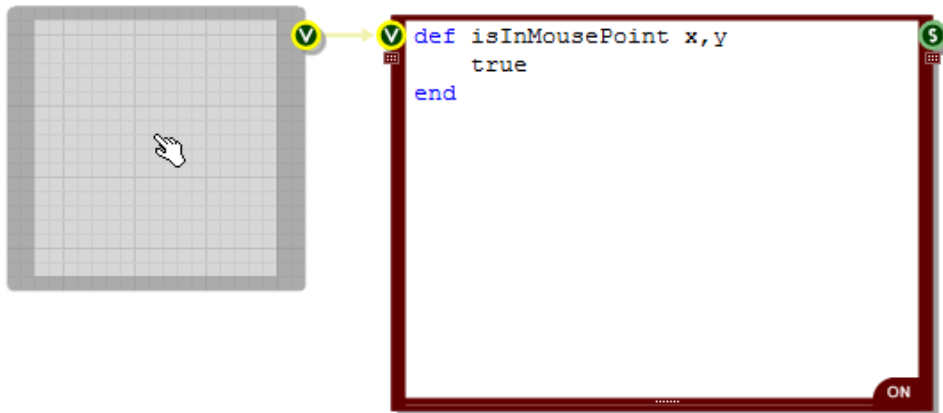 V
V
def isInMousePoint x,y
true
end
S
ON